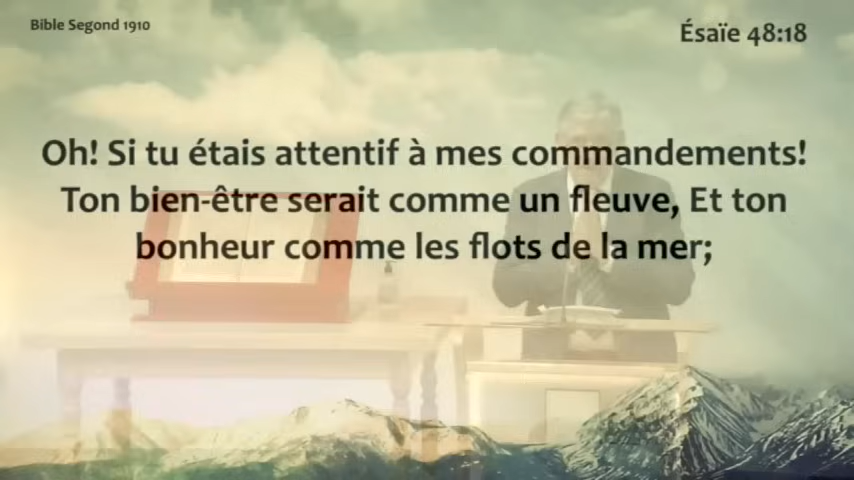 Bible Segond 1910
Ésaïe 48:18
Oh! Si tu étais attentif à mes commandements!
Ton bien-être serait comme un fleuve, Et ton
bonheur comme les flots de la mer;